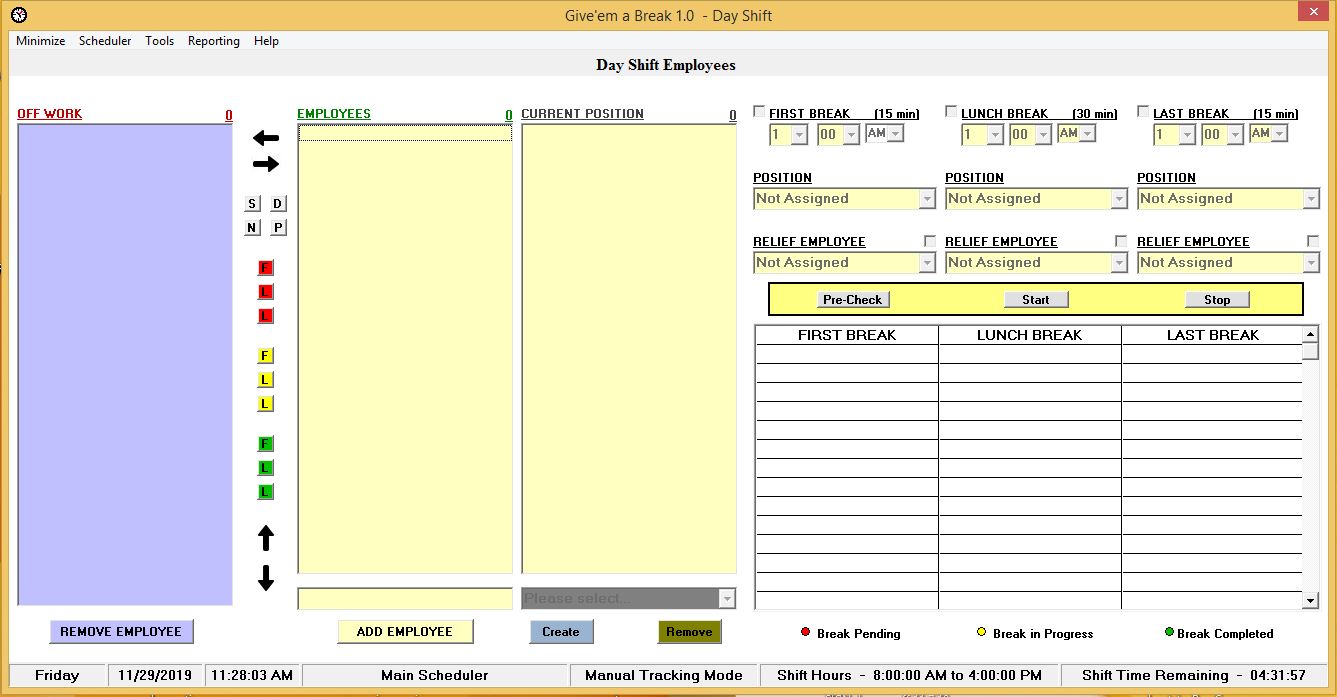 Give'em a Break 1.0 - Day Shift
Minimize Scheduler Tools Reporting Help
Day Shift Employees
OFF WORK 0
EMPLOYEES 0
CURRENT POSITION 0
FIRST BREAK (15 min)
1 00 AM
LUNCH BREAK (30 min)
1 00 AM
LAST BREAK (15 min)
1 00 AM
S D
N P
F
L
L
F
L
L
F
L
L
POSITION POSITION POSITION
Not Assigned Not Assigned Not Assigned
RELIEF EMPLOYEE RELIEF EMPLOYEE RELIEF EMPLOYEE
Not Assigned Not Assigned Not Assigned
Pre-Check Start Stop
FIRST BREAK LUNCH BREAK LAST BREAK
Please select...
REMOVE EMPLOYEE ADD EMPLOYEE Create Remove
Break Pending Break in Progress Break Completed
Friday 11/29/2019 11:28:03 AM Main Scheduler Manual Tracking Mode Shift Hours - 8:00:00 AM to 4:00:00 PM Shift Time Remaining - 04:31:57